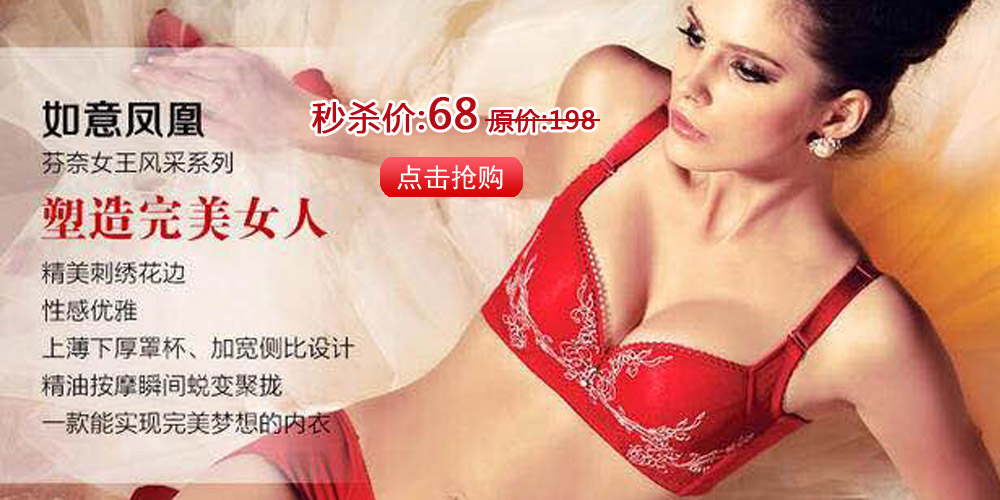 如意凤凰
芬奈女王风采系列
塑造完美女人
精美刺绣花边
性感优雅
上薄下厚罩杯、加宽侧比设计
精油按摩瞬间蜕变聚拢
一款能实现完美梦想的内衣
秒杀价:68 原价:198
点击抢购